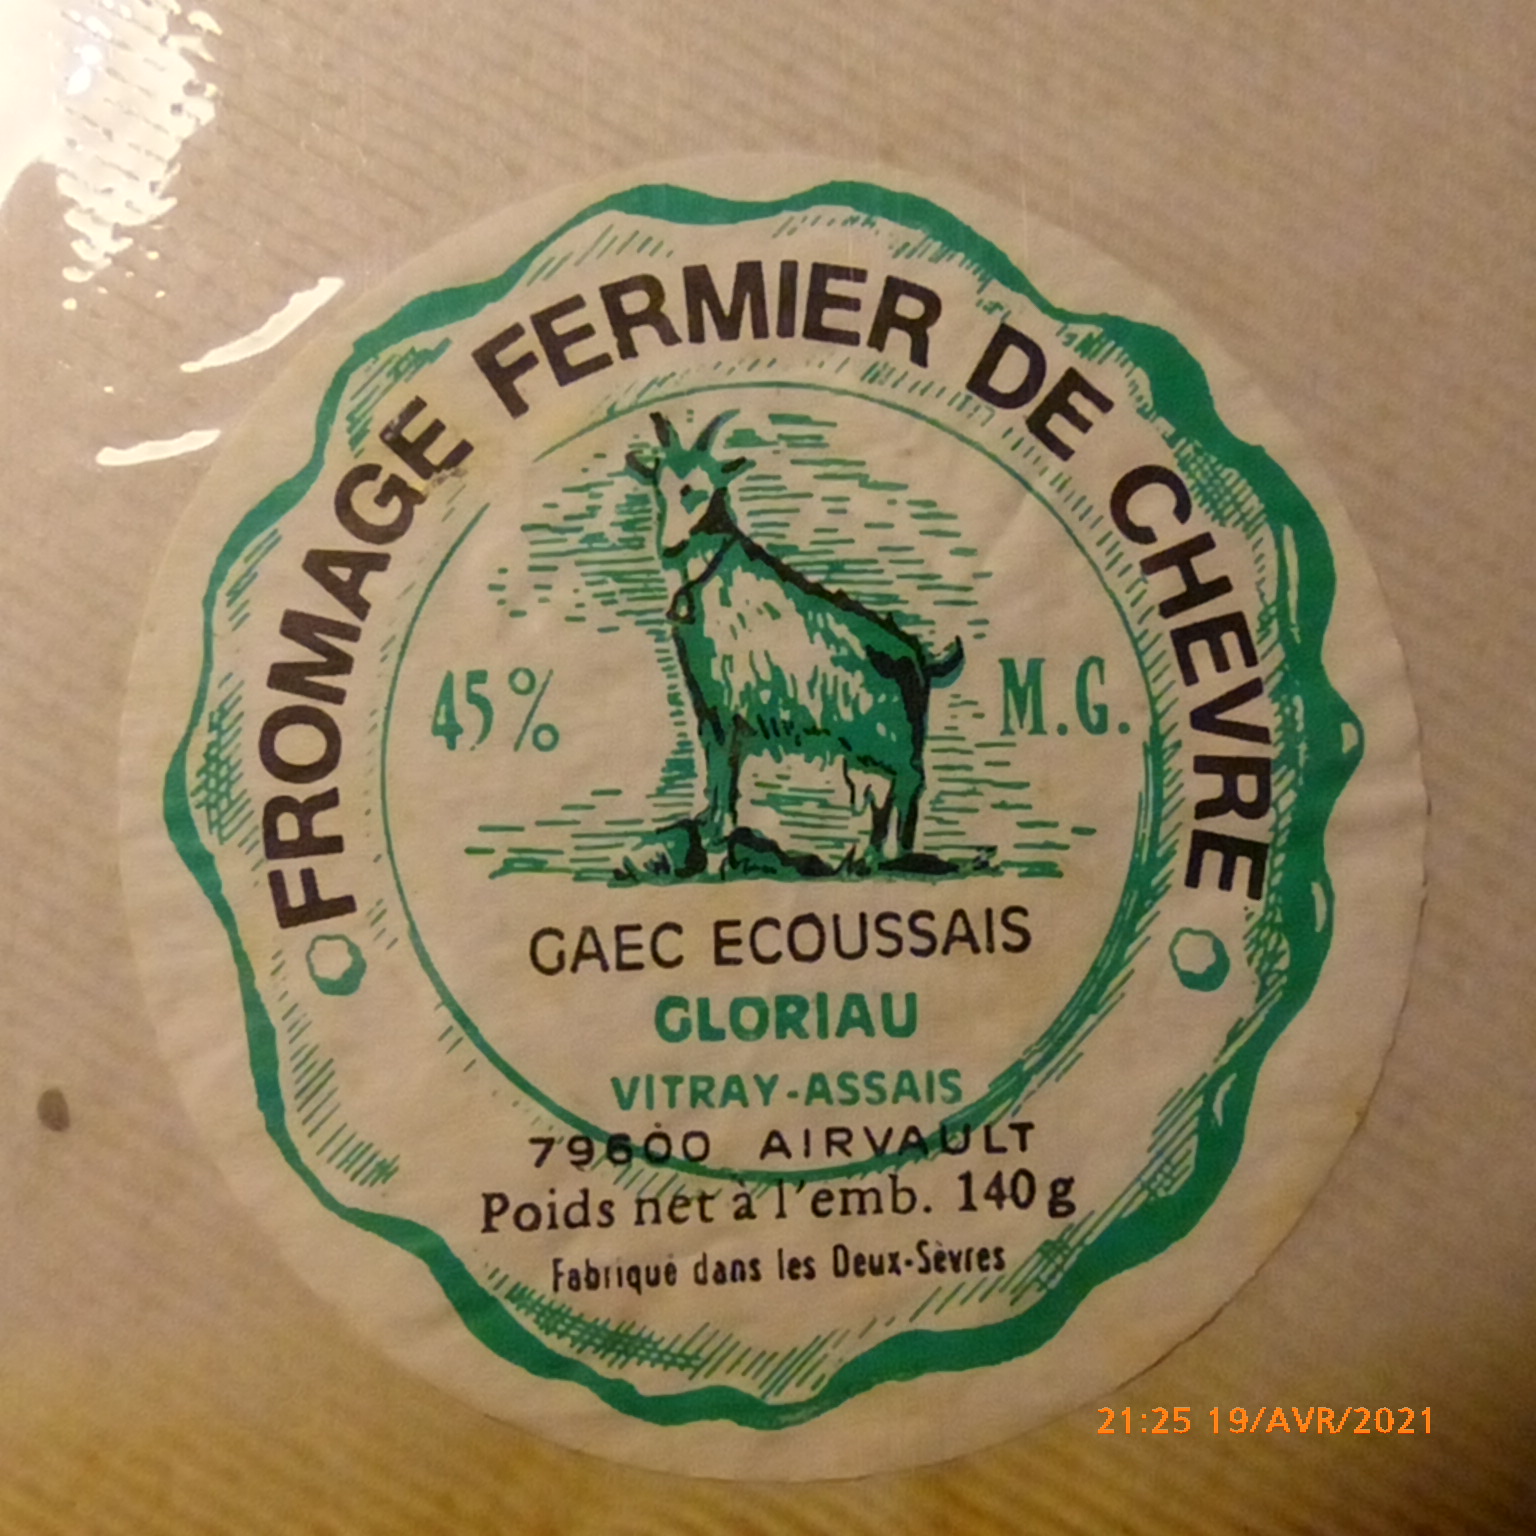 FROMAGE FERMIER DE CHEVRE
45% M.G.
GAEC ECOUSSAIS
GLORIAU
VITRAY-ASSAIS
79600 AIRVAULT
Poids net à l'emb. 140 g
Fabriqué dans les Deux-Sèvres
21:25 19/AVR/2021